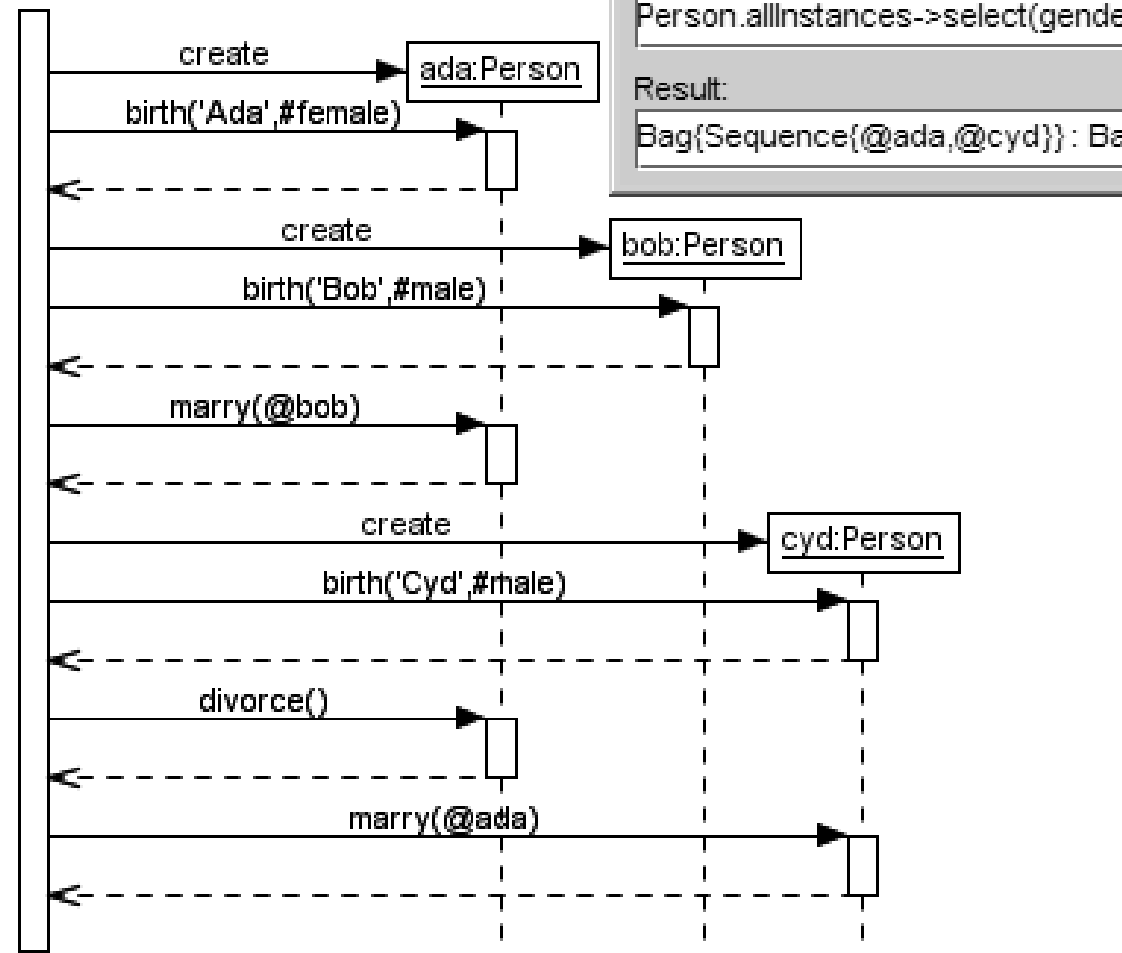 Person.allInstances->select(gende
create
ada:Person
birth('Ada',#female)
Result:
Bag{Sequence{@ada,@cyd}} : Ba
create
bob:Person
birth('Bob',#male)
marry(@bob)
create
cyd:Person
birth('Cyd',#male)
divorce()
marry(@ada)